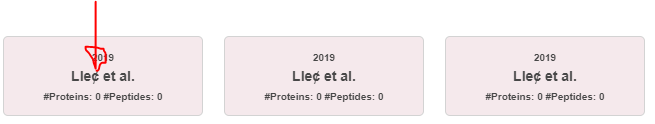 2019 2019 2019
Lle¢ et al. Lle¢ et al. Lle¢ et al.
#Proteins: 0 #Peptides: 0 #Proteins: 0 #Peptides: 0 #Proteins: 0 #Peptides: 0